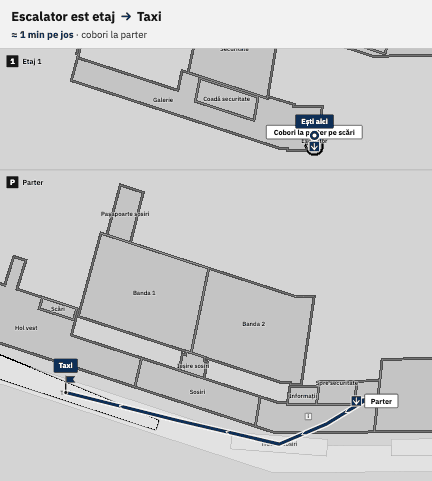 Escalator est etaj → Taxi
≈ 1 min pe jos · cobori la parter
Securitate
1 Etaj 1
Galerie
Coadă securitate
Ești aici
Cobori la parter pe scări
P Parter
Pașapoarte sosiri
Banda 1
Scări
Banda 2
Hol vest
Ieșire sosiri
Taxi
Spre securitate
Sosiri
Informații
Parter